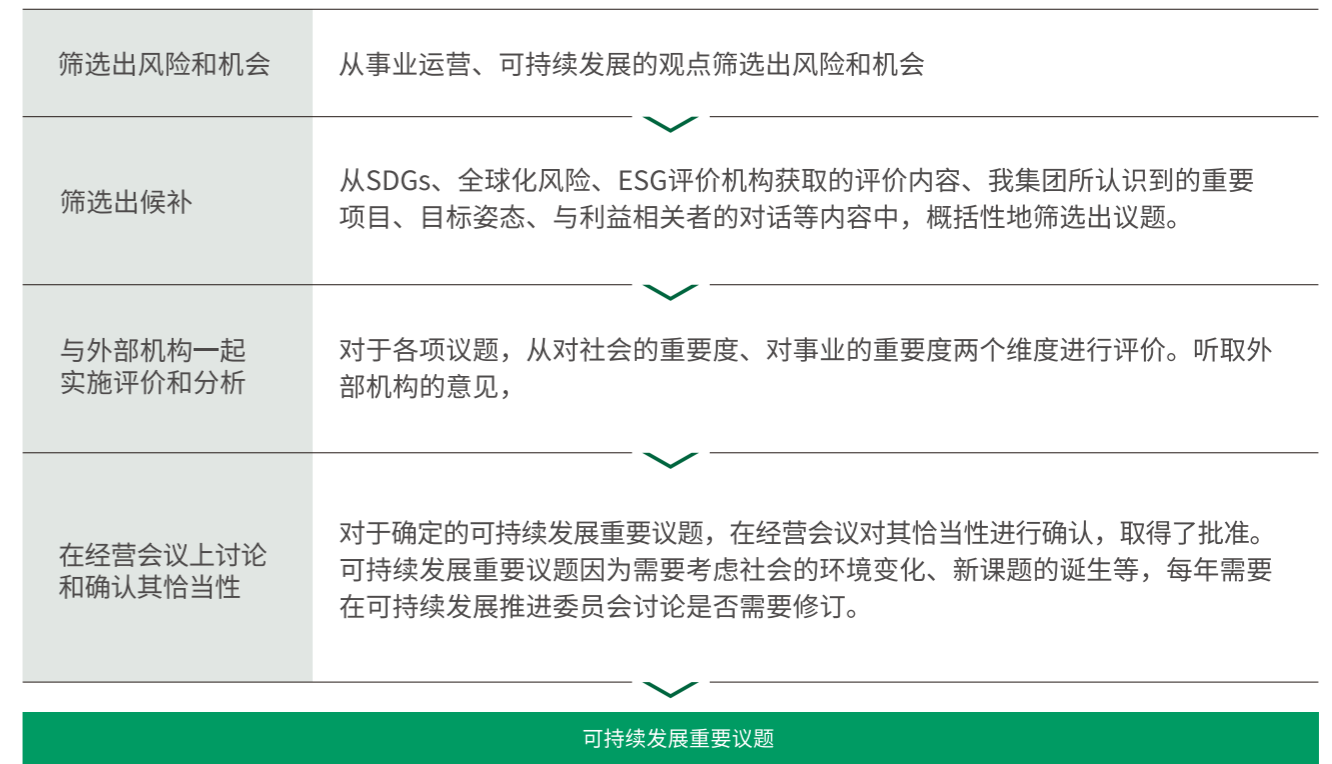 筛选出风险和机会
从事业运营、可持续发展的观点筛选出风险和机会
筛选出候补
从SDGs、全球化风险、ESG评价机构获取的评价内容、我集团所认识到的重要
项目、目标姿态、与利益相关者的对话等内容中，概括性地筛选出议题。
与外部机构一起
实施评价和分析
对于各项议题，从对社会的重要度、对事业的重要度两个维度进行评价。听取外
部机构的意见，
在经营会议上讨论
和确认其恰当性
对于确定的可持续发展重要议题，在经营会议对其恰当性进行确认，取得了批准。
可持续发展重要议题因为需要考虑社会的环境变化、新课题的诞生等，每年需要
在可持续发展推进委员会讨论是否需要修订。
可持续发展重要议题